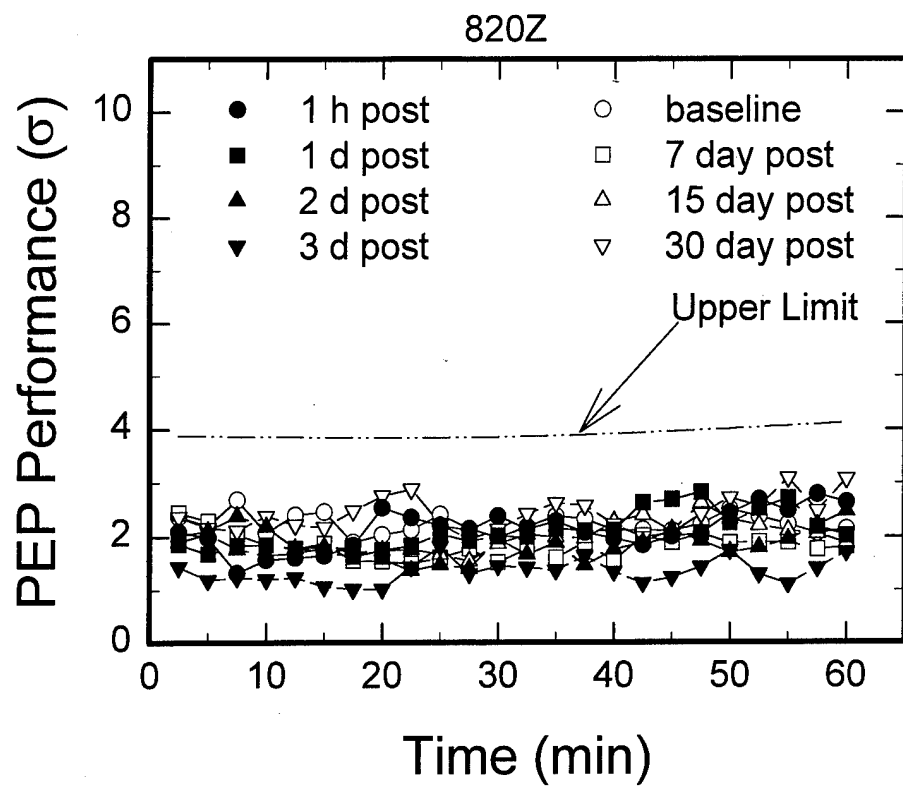 820Z
PEP Performance (σ)
10
8
6
4
2
0
1 h post
1 d post
2 d post
3 d post
baseline
7 day post
15 day post
30 day post
Upper Limit
0 10 20 30 40 50 60
Time (min)